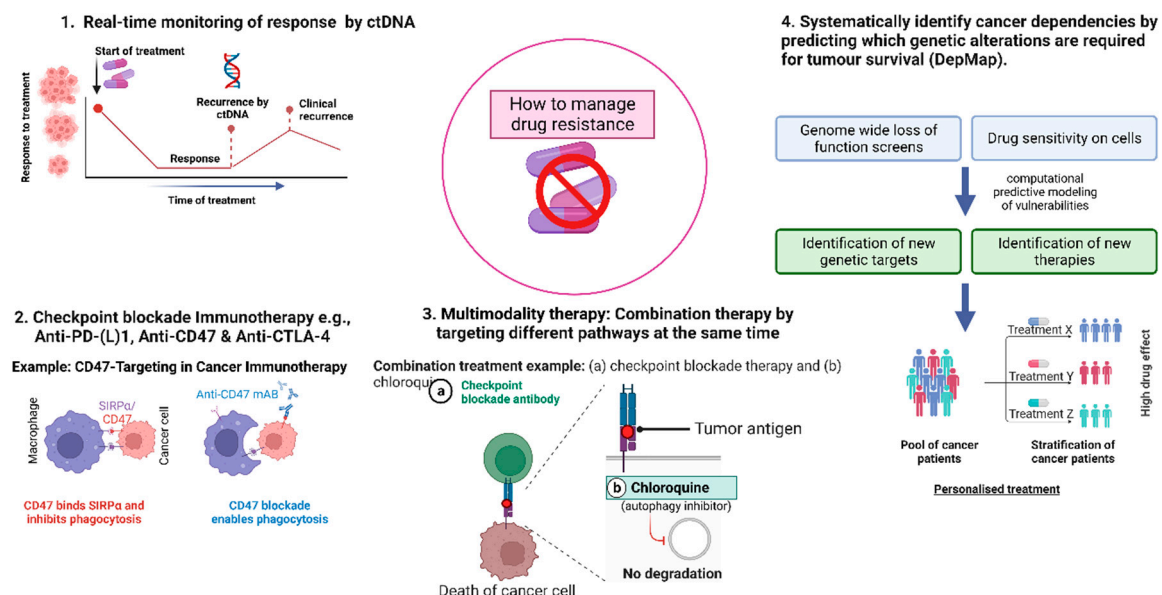 1. Real-time monitoring of response by ctDNA
Start of treatment
Response to treatment
Recurrence by
ctDNA
Clinical
recurrence
Response
Time of treatment
How to manage
drug resistance
4. Systematically identify cancer dependencies by
predicting which genetic alterations are required
for tumour survival (DepMap).
Genome wide loss of
function screens
Drug sensitivity on cells
computational
predictive modeling
of vulnerabilities
Identification of new
genetic targets
Identification of new
therapies
Treatment X
Treatment Y
Treatment Z
High drug effect
Pool of cancer
patients
Stratification of
cancer patients
Personalised treatment
2. Checkpoint blockade Immunotherapy e.g.,
Anti-PD-(L)1, Anti-CD47 & Anti-CTLA-4
Example: CD47-Targeting in Cancer Immunotherapy
Macrophage
SIRPα/
CD47
Cancer cell
Anti-CD47 mAB
CD47 binds SIRPα and
inhibits phagocytosis
CD47 blockade
enables phagocytosis
3. Multimodality therapy: Combination therapy by
targeting different pathways at the same time
Combination treatment example: (a) checkpoint blockade therapy and (b)
a
Checkpoint
blockade antibody
Tumor antigen
b Chloroquine
(autophagy inhibitor)
No degradation
Death of cancer cell